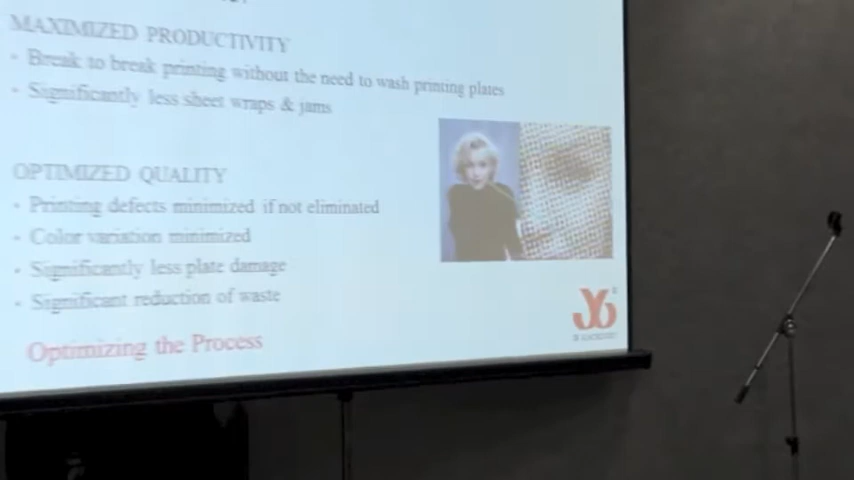 MAXIMIZED PRODUCTIVITY
- Break to break printing without the need to wash printing plates
- Significantly less sheet wraps & jams
OPTIMIZED QUALITY
- Printing defects minimized if not eliminated
- Color variation minimized
- Significantly less plate damage
- Significant reduction of waste
Optimizing the Process